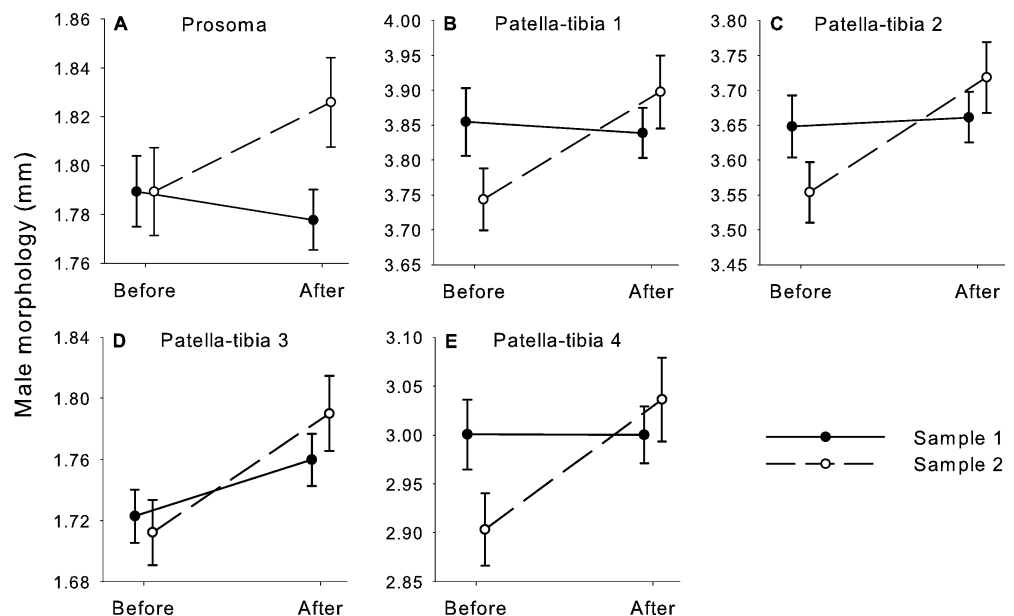 Male morphology (mm)
A Prosoma
1.86
1.84
1.82
1.80
1.78
1.76
Before After
B Patella-tibia 1
4.00
3.95
3.90
3.85
3.80
3.75
3.70
3.65
Before After
C Patella-tibia 2
3.80
3.75
3.70
3.65
3.60
3.55
3.50
3.45
Before After
D Patella-tibia 3
1.84
1.80
1.76
1.72
1.68
Before After
E Patella-tibia 4
3.10
3.05
3.00
2.95
2.90
2.85
Before After
Sample 1
Sample 2